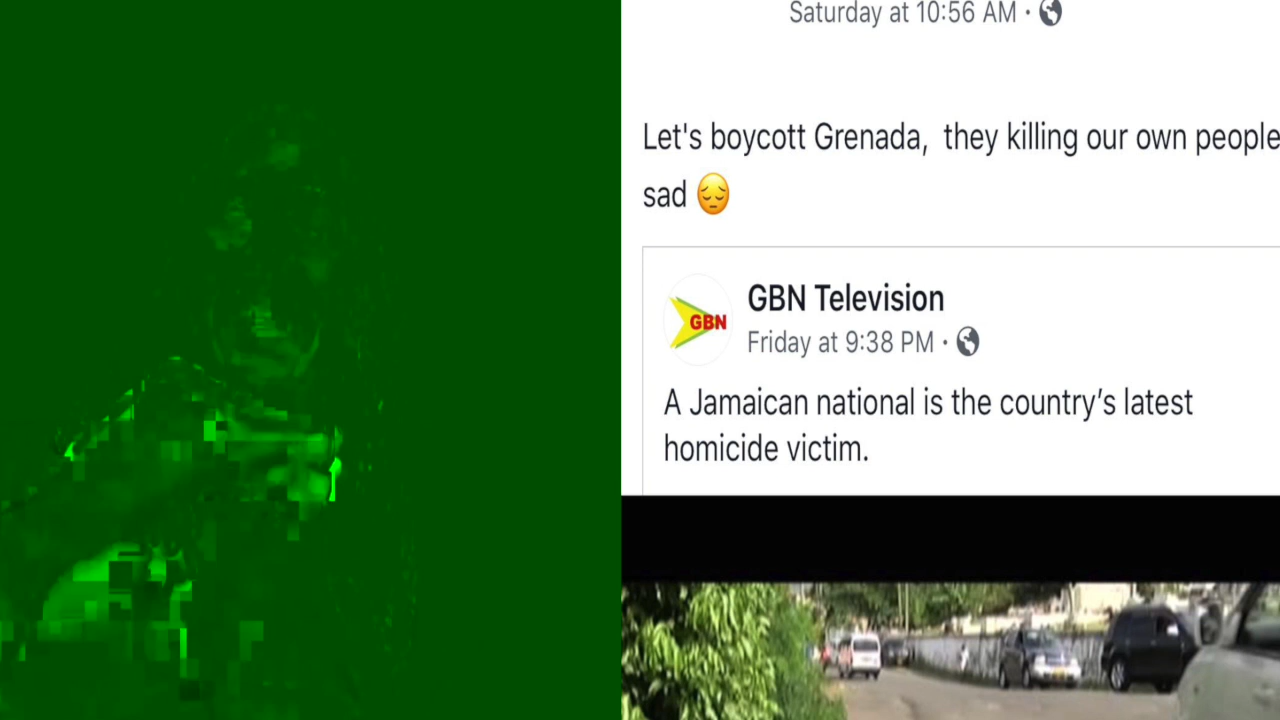 Saturday at 10:56 AM ·
Let's boycott Grenada, they killing our own people
sad 😔
GBN
GBN Television
Friday at 9:38 PM ·
A Jamaican national is the country's latest
homicide victim.